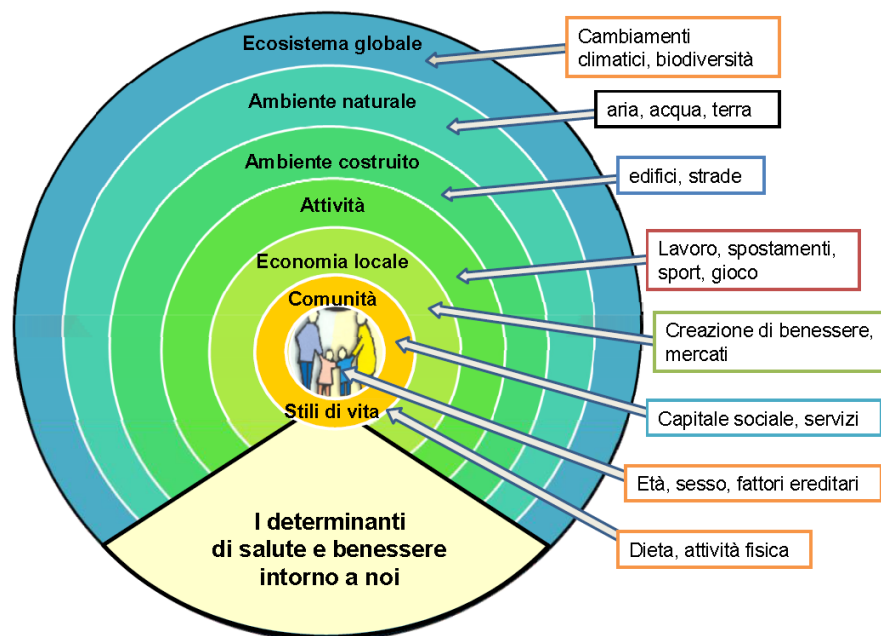 Ecosistema globale
Cambiamenti
climatici, biodiversità
Ambiente naturale
aria, acqua, terra
Ambiente costruito
edifici, strade
Attività
Lavoro, spostamenti,
sport, gioco
Economia locale
Comunità
Creazione di benessere,
mercati
Stili di vita
Capitale sociale, servizi
Età, sesso, fattori ereditari
Dieta, attività fisica
I determinanti
di salute e benessere
intorno a noi